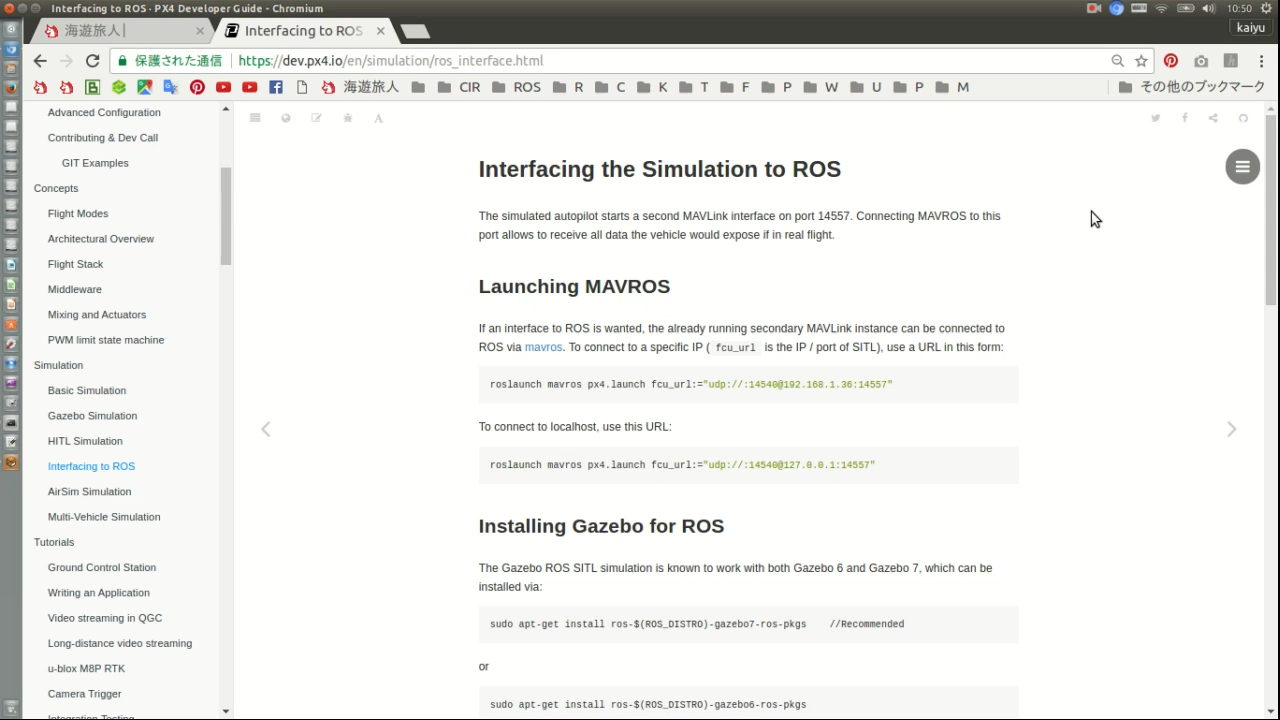 Interfacing to ROS · PX4 Developer Guide - Chromium
10:50
海遊旅人|
Interfacing to ROS
kaiyu
保護された通信
https://dev.px4.io/en/simulation/ros_interface.html
海遊旅人 CIR ROS R C K T F P W U P M その他のブックマーク
Advanced Configuration
Contributing & Dev Call
GIT Examples
Concepts
Flight Modes
Architectural Overview
Flight Stack
Middleware
Mixing and Actuators
PWM limit state machine
Simulation
Basic Simulation
Gazebo Simulation
HITL Simulation
Interfacing to ROS
AirSim Simulation
Multi-Vehicle Simulation
Tutorials
Ground Control Station
Writing an Application
Video streaming in QGC
Long-distance video streaming
u-blox M8P RTK
Camera Trigger
Integration Testing
Interfacing the Simulation to ROS
The simulated autopilot starts a second MAVLink interface on port 14557. Connecting MAVROS to this
port allows to receive all data the vehicle would expose if in real flight.
Launching MAVROS
If an interface to ROS is wanted, the already running secondary MAVLink instance can be connected to
ROS via mavros. To connect to a specific IP ( fcu_url is the IP / port of SITL), use a URL in this form:
roslaunch mavros px4.launch fcu_url:="udp://:14540@192.168.1.36:14557"
To connect to localhost, use this URL:
roslaunch mavros px4.launch fcu_url:="udp://:14540@127.0.0.1:14557"
Installing Gazebo for ROS
The Gazebo ROS SITL simulation is known to work with both Gazebo 6 and Gazebo 7, which can be
installed via:
sudo apt-get install ros-$(ROS_DISTRO)-gazebo7-ros-pkgs //Recommended
or
sudo apt-get install ros-$(ROS_DISTRO)-gazebo6-ros-pkgs